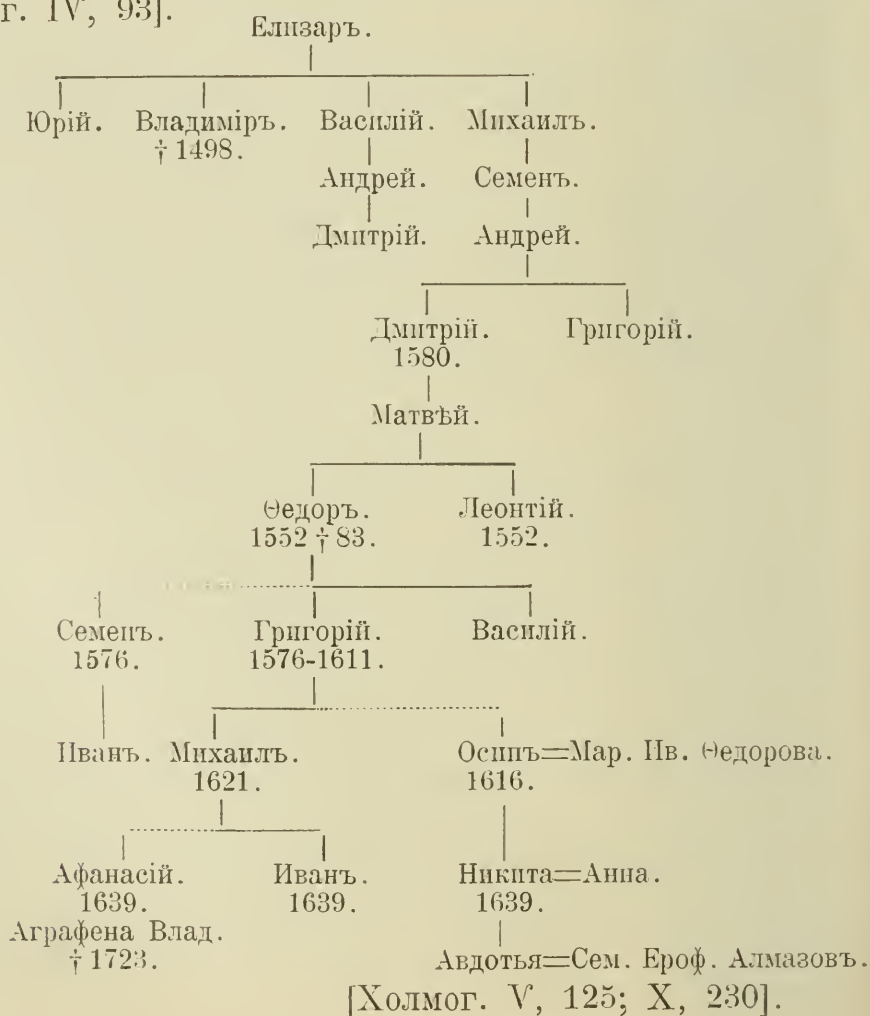 г. IV, 93].
Елизаръ.
Юрій. Владиміръ. Василій. Михаилъ.
† 1498.
Андрей. Семенъ.
Дмитрій. Андрей.
Дмитрій. Григорій.
1580.
Матвѣй.
Ѳедоръ. Леонтій.
1552 † 83. 1552.
Семенъ. Григорій. Василій.
1576. 1576-1611.
Иванъ. Михаилъ. Осипъ=Мар. Ив. Ѳедорова.
1621. 1616.
Афанасій. Иванъ. Никита=Анна.
1639. 1639. 1639.
Аграфена Влад.
† 1723.
Авдотья=Сем. Ероф. Алмазовъ.
[Холмог. V, 125; X, 230].